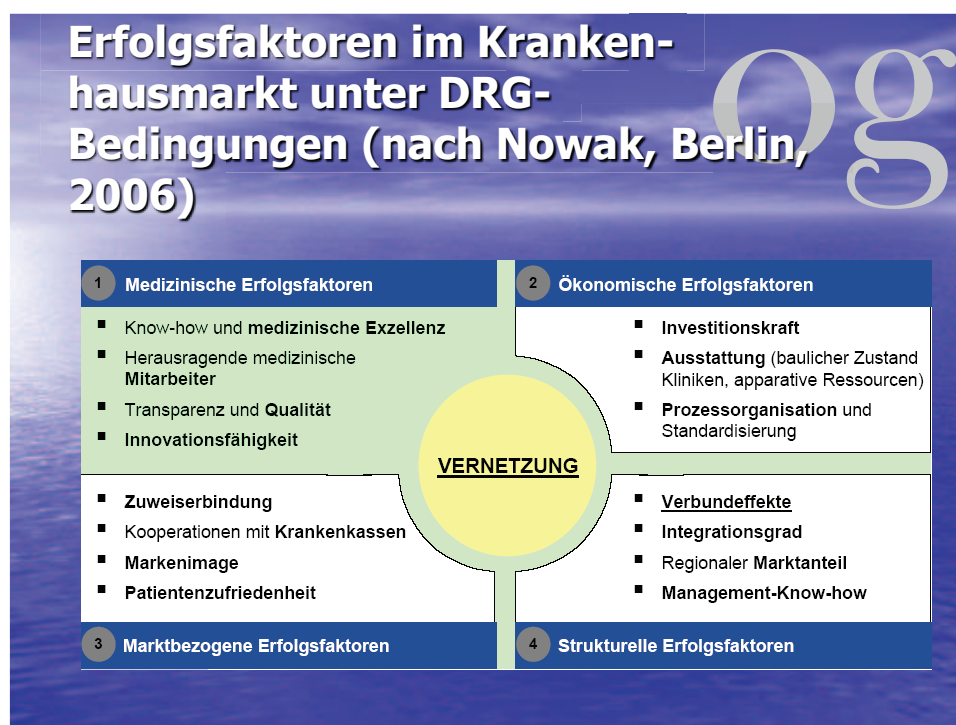 Erfolgsfaktoren im Kranken-
hausmarkt unter DRG-
Bedingungen (nach Nowak, Berlin,
2006)
og
1 Medizinische Erfolgsfaktoren
▪ Know-how und medizinische Exzellenz
▪ Herausragende medizinische
Mitarbeiter
▪ Transparenz und Qualität
▪ Innovationsfähigkeit
2 Ökonomische Erfolgsfaktoren
▪ Investitionskraft
▪ Ausstattung (baulicher Zustand
Kliniken, apparative Ressourcen)
▪ Prozessorganisation und
Standardisierung
VERNETZUNG
▪ Zuweiserbindung
▪ Kooperationen mit Krankenkassen
▪ Markenimage
▪ Patientenzufriedenheit
3 Marktbezogene Erfolgsfaktoren
▪ Verbundeffekte
▪ Integrationsgrad
▪ Regionaler Marktanteil
▪ Management-Know-how
4 Strukturelle Erfolgsfaktoren